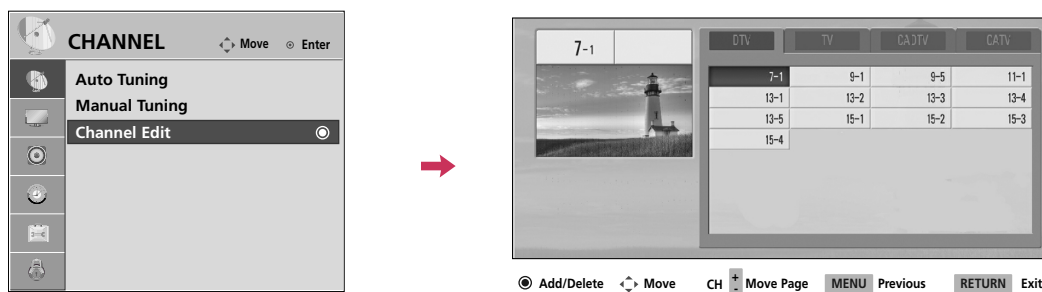 CHANNEL Move Enter
Auto Tuning
Manual Tuning
Channel Edit
7-1
DTV TV CADTV CATV
7-1 9-1 9-5 11-1
13-1 13-2 13-3 13-4
13-5 15-1 15-2 15-3
15-4
Add/Delete Move CH + - Move Page MENU Previous RETURN Exit